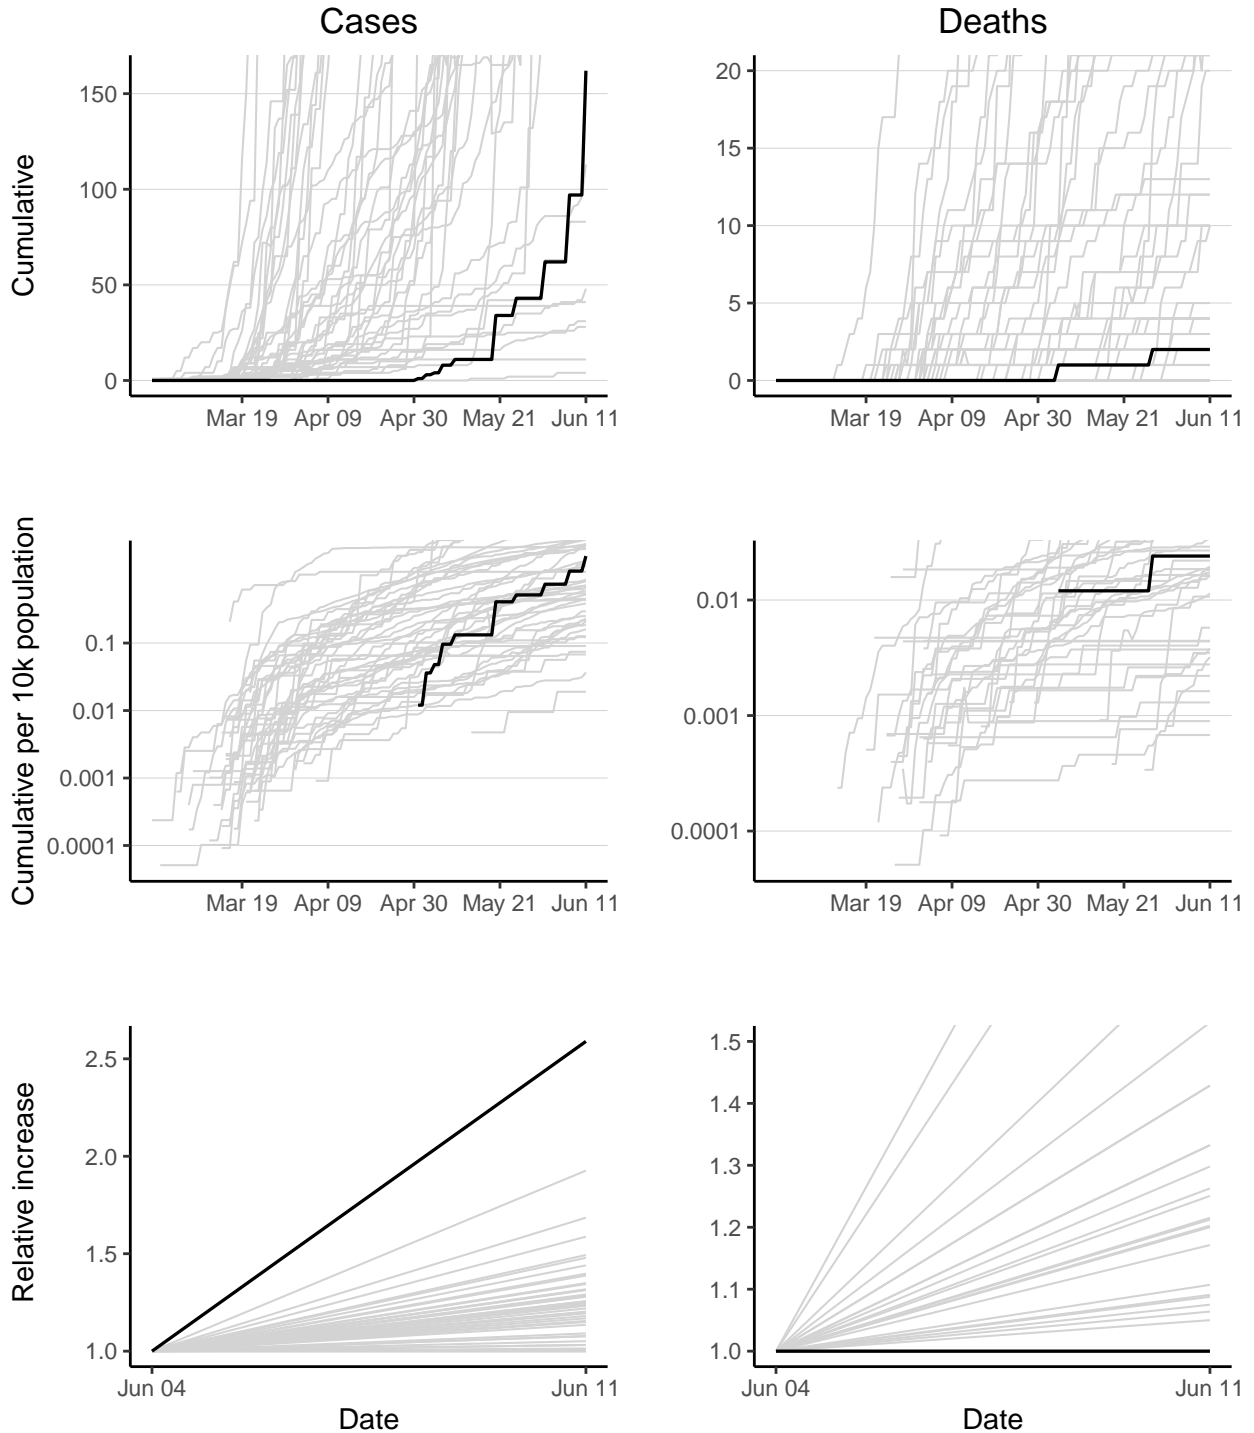 Cases
Deaths
Cumulative
150
100
50
0
Mar 19 Apr 09 Apr 30 May 21 Jun 11
20
15
10
5
0
Mar 19 Apr 09 Apr 30 May 21 Jun 11
Cumulative per 10k population
0.1
0.01
0.001
0.0001
Mar 19 Apr 09 Apr 30 May 21 Jun 11
0.01
0.001
0.0001
Mar 19 Apr 09 Apr 30 May 21 Jun 11
Relative increase
2.5
2.0
1.5
1.0
Jun 04 Jun 11
Date
1.5
1.4
1.3
1.2
1.1
1.0
Jun 04 Jun 11
Date